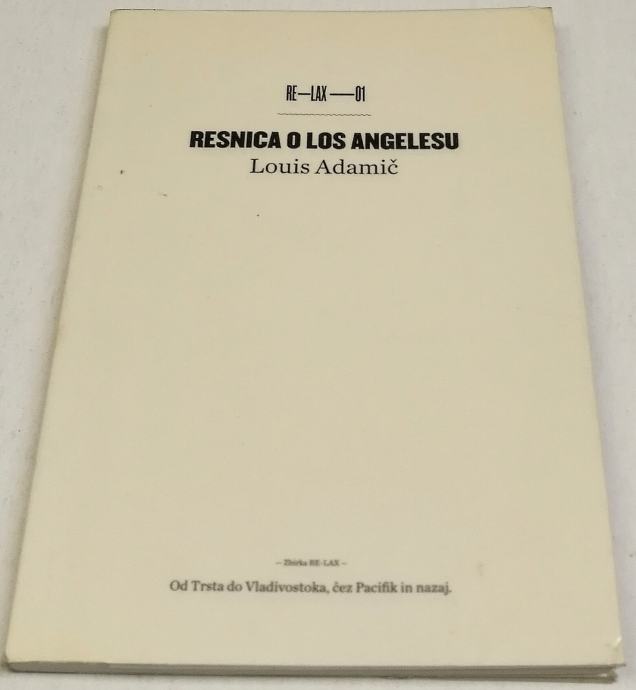 RE—LAX —01
RESNICA O LOS ANGELESU
Louis Adamič
– Zbirka RE-LAX –
Od Trsta do Vladivostoka, čez Pacifik in nazaj.